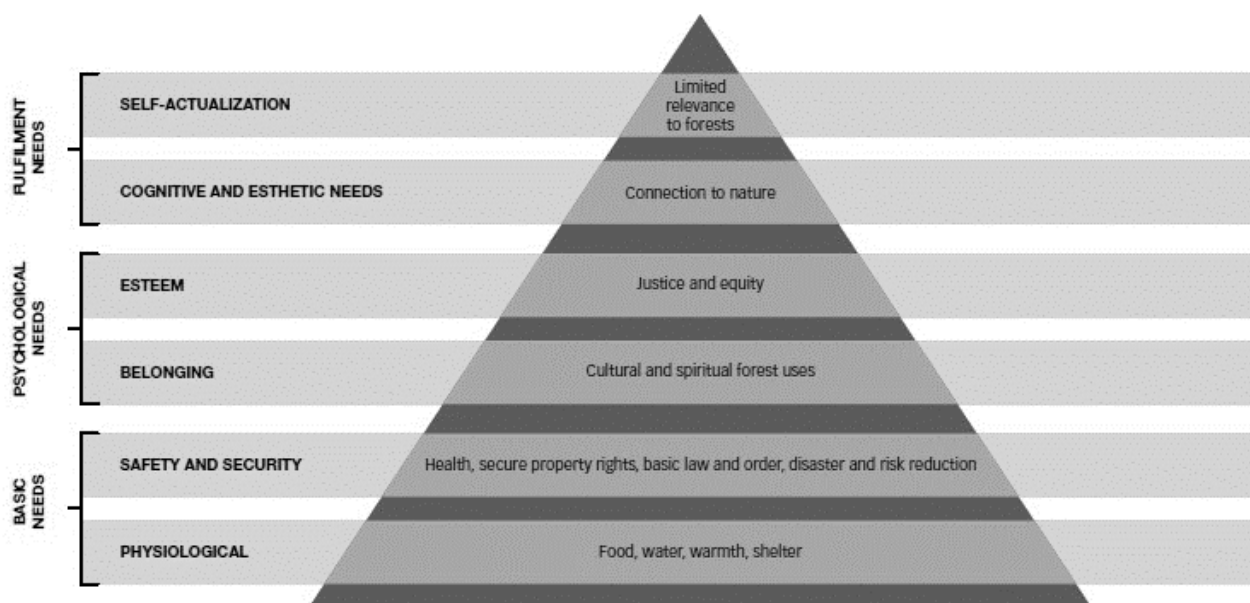 FULFILMENT
NEEDS
SELF-ACTUALIZATION
Limited
relevance
to forests
COGNITIVE AND ESTHETIC NEEDS
Connection to nature
PSYCHOLOGICAL
NEEDS
ESTEEM
Justice and equity
BELONGING
Cultural and spiritual forest uses
BASIC
NEEDS
SAFETY AND SECURITY
Health, secure property rights, basic law and order, disaster and risk reduction
PHYSIOLOGICAL
Food, water, warmth, shelter